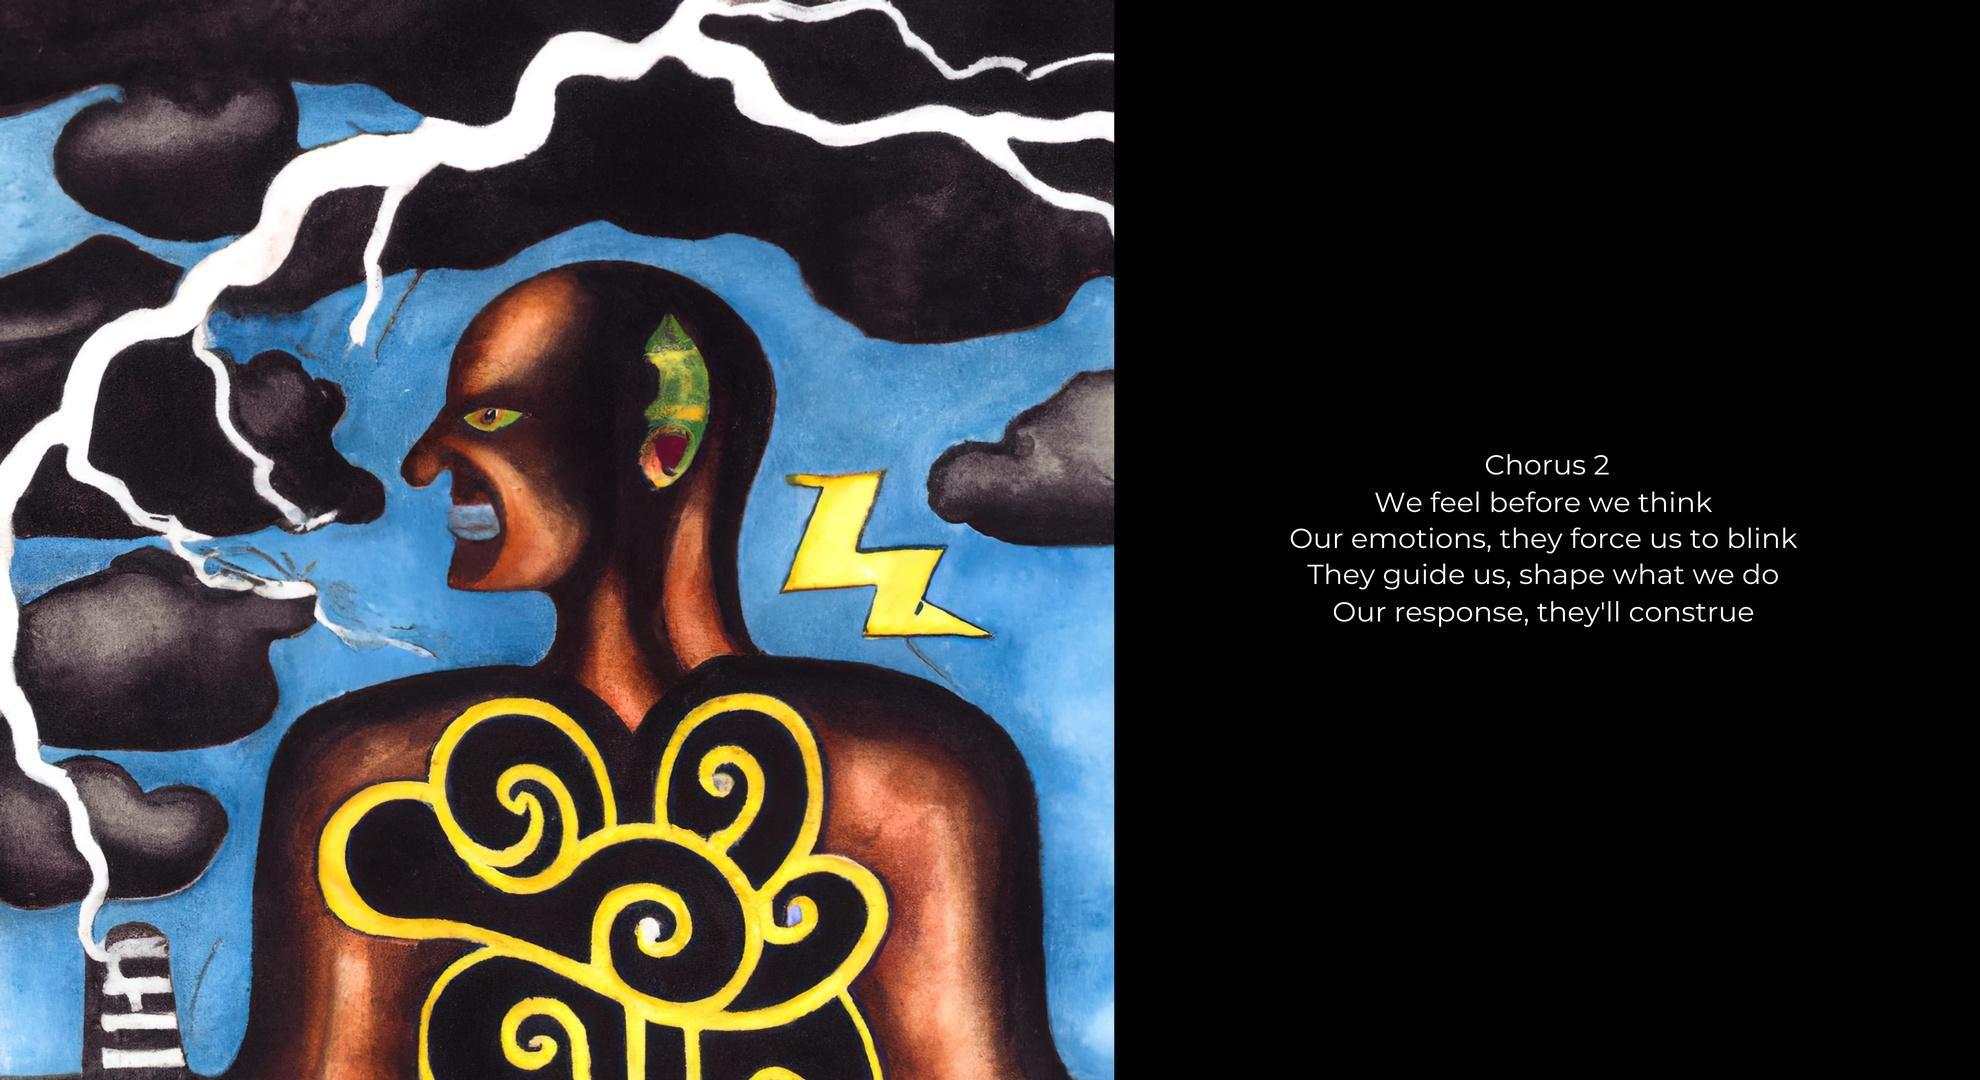 Chorus 2
We feel before we think
Our emotions, they force us to blink
They guide us, shape what we do
Our response, they'll construe